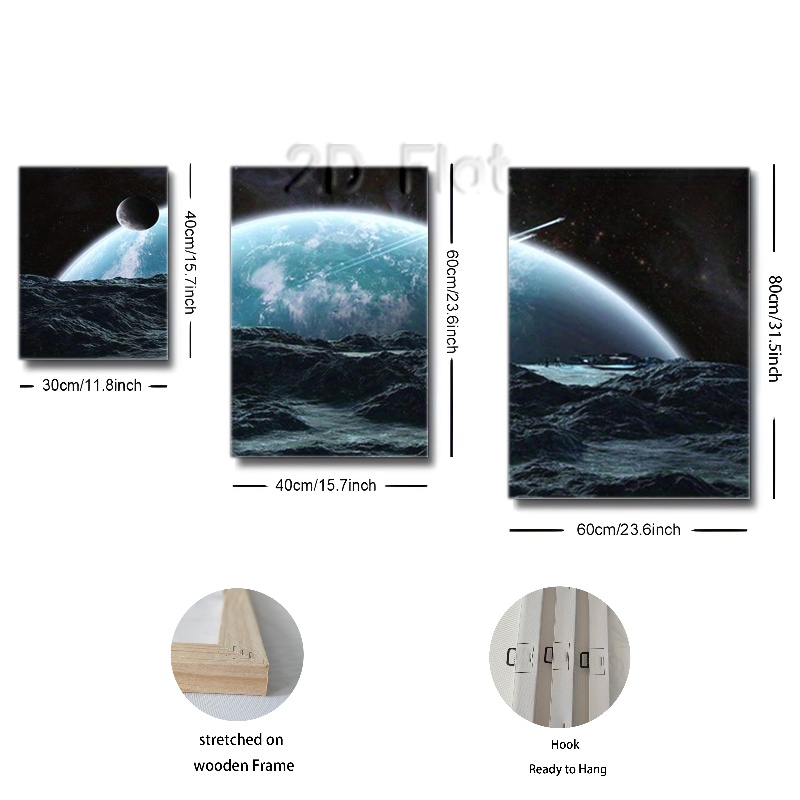 2D Flat
40cm/15.7inch
60cm/23.6inch
80cm/31.5inch
30cm/11.8inch
40cm/15.7inch
60cm/23.6inch
stretched on
wooden Frame
Hook
Ready to Hang